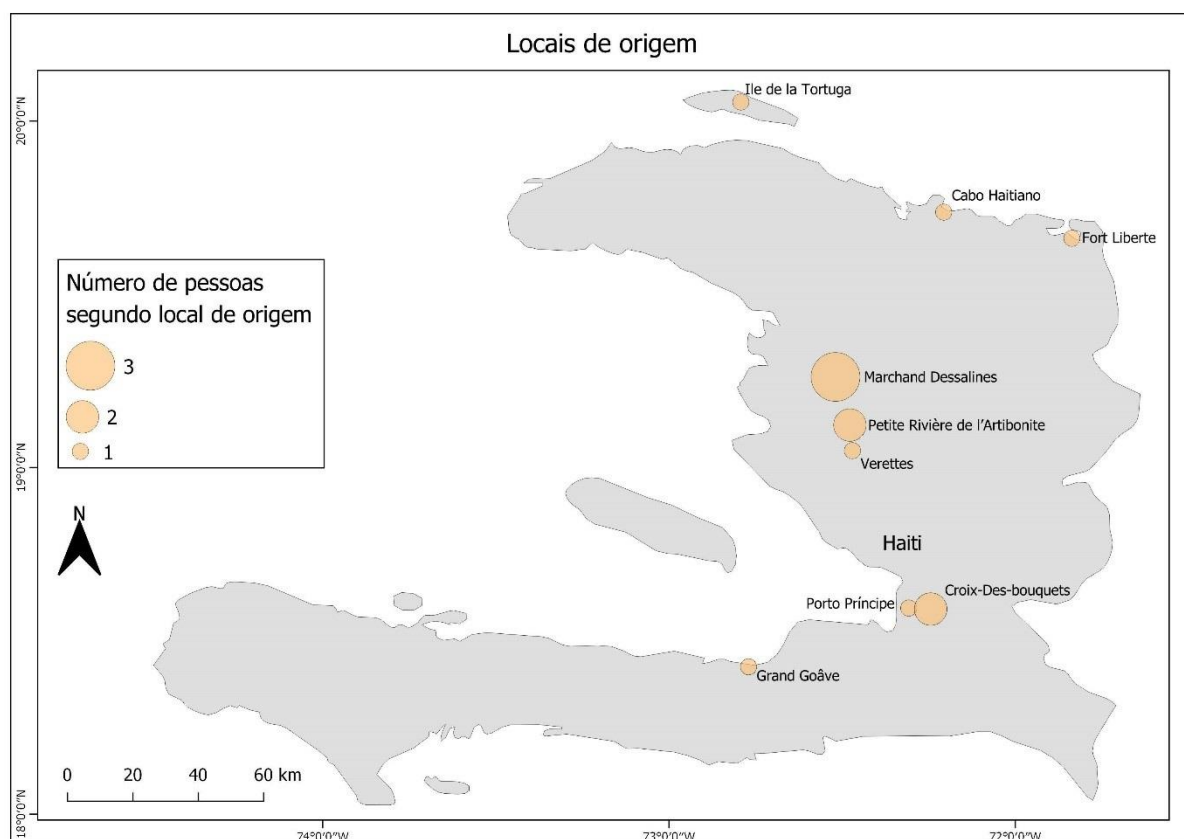 Locais de origem
Ile de la Tortuga
20°0'0"N
Cabo Haitiano
Fort Liberte
Número de pessoas
segundo local de origem
3
2
1
Marchand Dessalines
Petite Rivière de l'Artibonite
Verettes
19°0'0"N
N
Haiti
Croix-Des-bouquets
Porto Príncipe
Grand Goâve
0 20 40 60 km
18°0'0"N
74°0'0"W 73°0'0"W 72°0'0"W